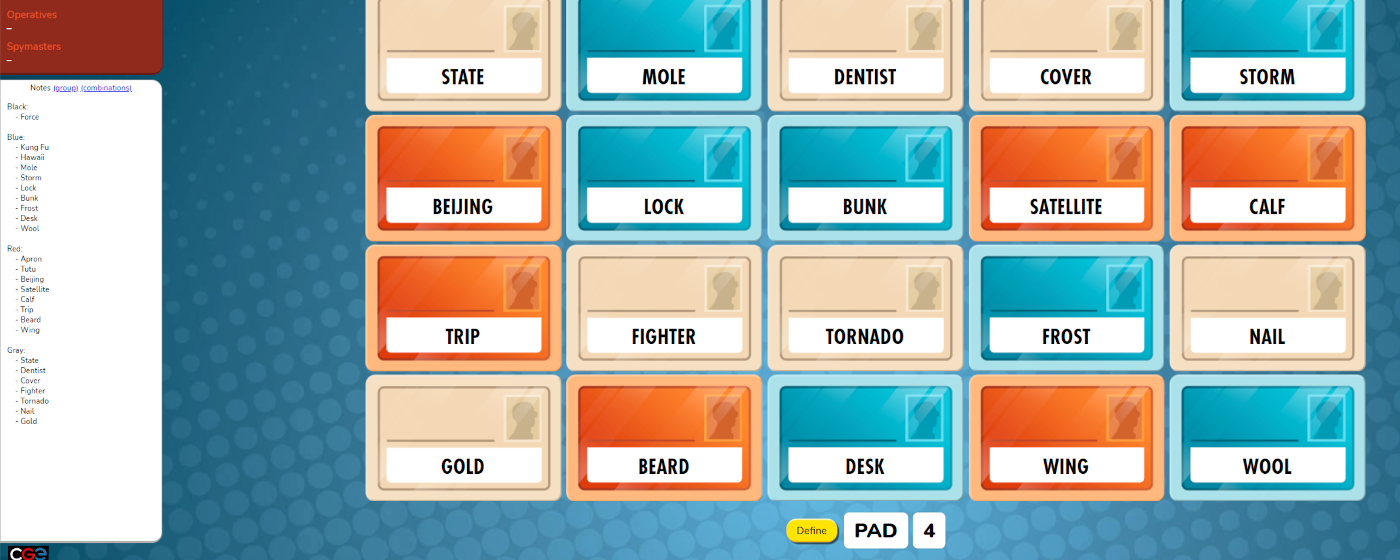 Operatives
–
Spymasters
–
Notes (group) (combinations)
Black:
- Force
Blue:
- Kung Fu
- Hawaii
- Mole
- Storm
- Lock
- Bunk
- Frost
- Desk
- Wool
Red:
- Apron
- Tutu
- Beijing
- Satellite
- Calf
- Trip
- Beard
- Wing
Gray:
- State
- Dentist
- Cover
- Fighter
- Tornado
- Nail
- Gold
CGE
STATE MOLE DENTIST COVER STORM
BEIJING LOCK BUNK SATELLITE CALF
TRIP FIGHTER TORNADO FROST NAIL
GOLD BEARD DESK WING WOOL
Define PAD 4